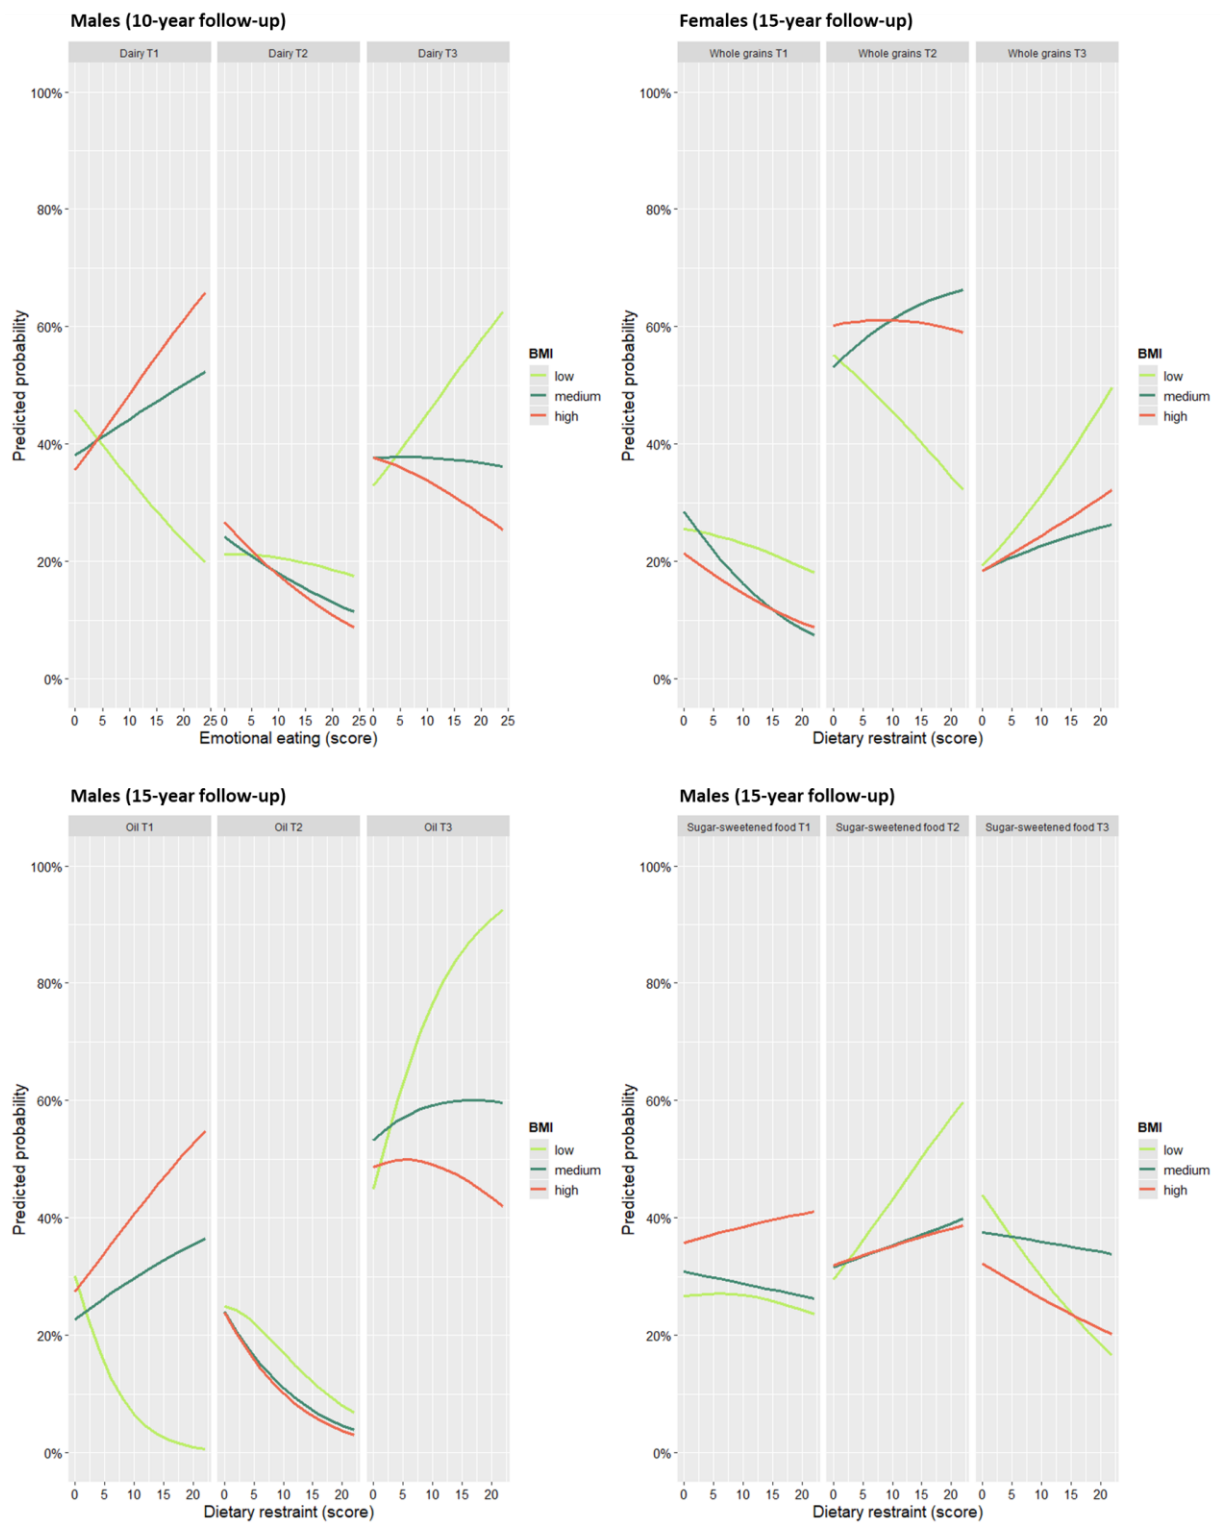 Males (10-year follow-up)
Dairy T1 Dairy T2 Dairy T3
100%
80%
60%
40%
20%
0%
Predicted probability
0 5 10 15 20 25 0 5 10 15 20 25 0 5 10 15 20 25
Emotional eating (score)
BMI
low
medium
high
Females (15-year follow-up)
Whole grains T1 Whole grains T2 Whole grains T3
100%
80%
60%
40%
20%
0%
Predicted probability
0 5 10 15 20 0 5 10 15 20 0 5 10 15 20
Dietary restraint (score)
BMI
low
medium
high
Males (15-year follow-up)
Oil T1 Oil T2 Oil T3
100%
80%
60%
40%
20%
0%
Predicted probability
0 5 10 15 20 0 5 10 15 20 0 5 10 15 20
Dietary restraint (score)
BMI
low
medium
high
Males (15-year follow-up)
Sugar-sweetened food T1 Sugar-sweetened food T2 Sugar-sweetened food T3
100%
80%
60%
40%
20%
0%
Predicted probability
0 5 10 15 20 0 5 10 15 20 0 5 10 15 20
Dietary restraint (score)
BMI
low
medium
high